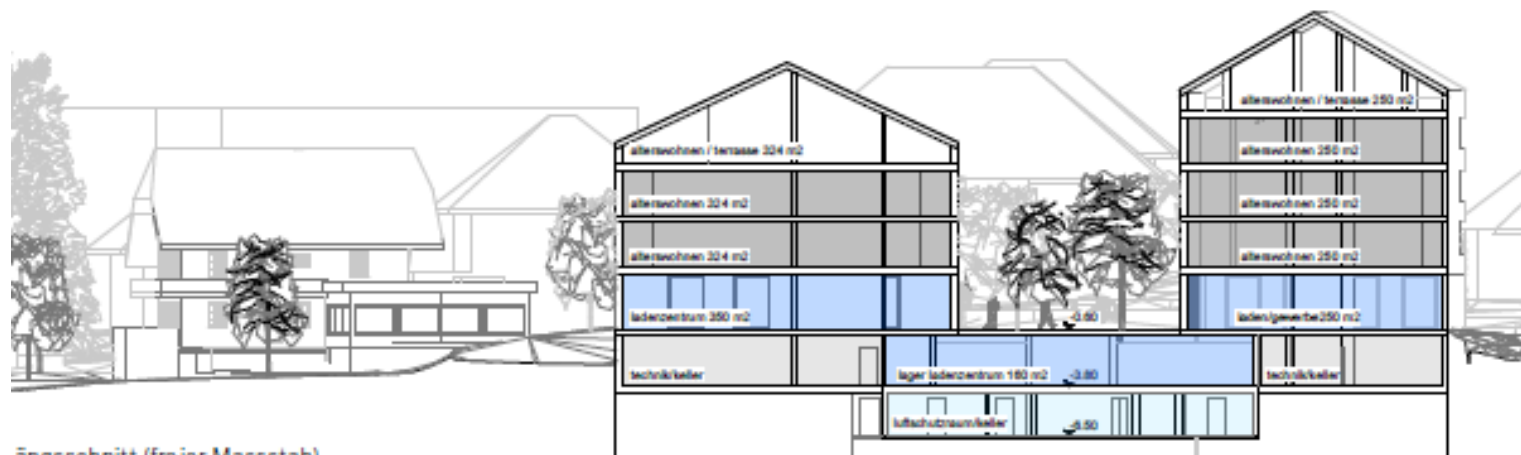 alterswohnen / terrasse 250 m2
alterswohnen / terrasse 324 m2
alterswohnen 250 m2
alterswohnen 324 m2
alterswohnen 250 m2
alterswohnen 324 m2
alterswohnen 250 m2
ladenzentrum 350 m2
-0.60
laden/gewerbe250 m2
technik/keller
lager ladenzentrum 160 m2
-3.80
technik/keller
luftschutzraum/keller
-6.50
(freier Massstab)